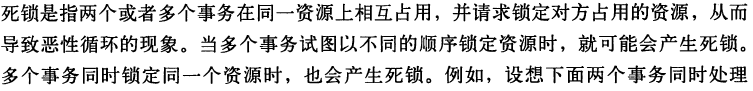 死锁是指两个或者多个事务在同一资源上相互占用，并请求锁定对方占用的资源，从而
导致恶性循环的现象。当多个事务试图以不同的顺序锁定资源时，就可能会产生死锁。
多个事务同时锁定同一个资源时，也会产生死锁。例如，设想下面两个事务同时处理